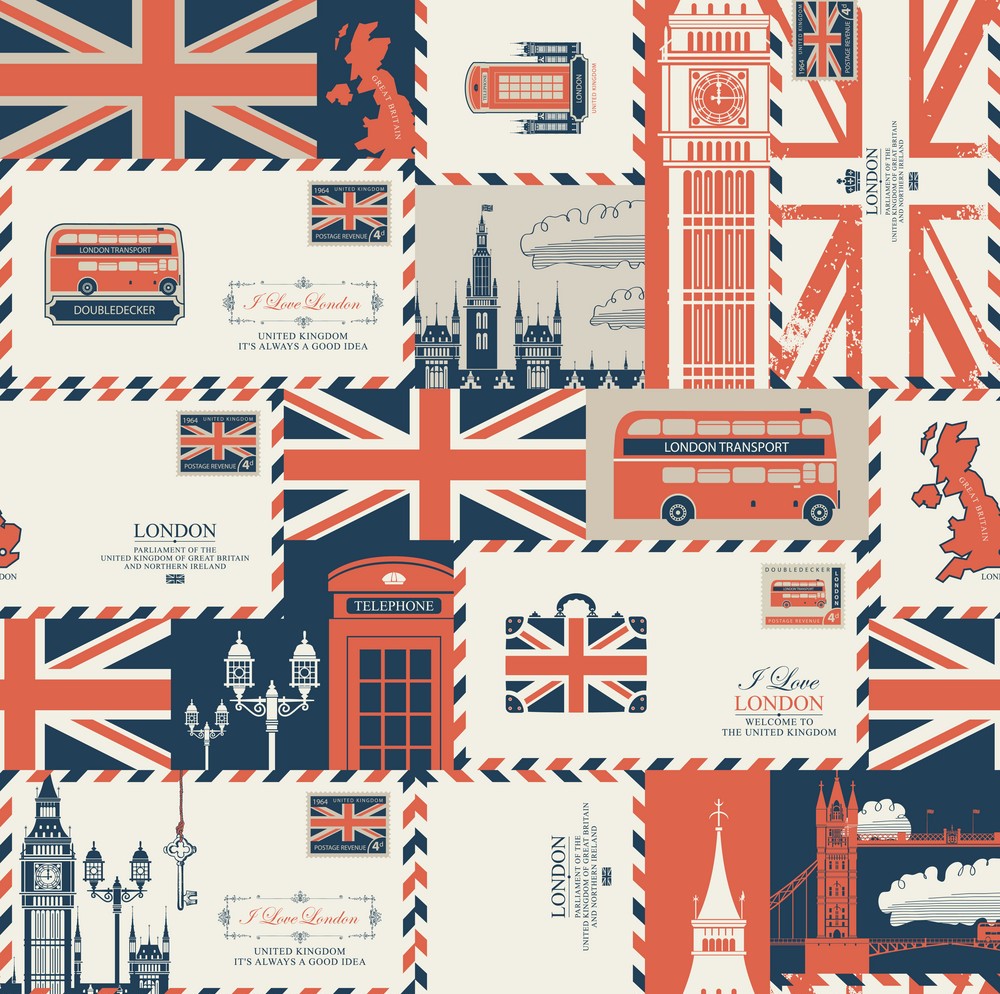 GREAT BRITAIN
TELEPHONE
LONDON
UNITED KINGDOM
1964
POSTAGE REVENUE
4d
LONDON
PARLIAMENT OF THE
UNITED KINGDOM OF GREAT BRITAIN
AND NORTHERN IRELAND
LONDON TRANSPORT
DOUBLEDECKER
1964 UNITED KINGDOM
POSTAGE REVENUE 4d
I Love London
UNITED KINGDOM
IT'S ALWAYS A GOOD IDEA
1964 UNITED KINGDOM
POSTAGE REVENUE 4d
LONDON
PARLIAMENT OF THE
UNITED KINGDOM OF GREAT BRITAIN
AND NORTHERN IRELAND
DON
LONDON TRANSPORT
GREAT BRITAIN
LON
TELEPHONE
DOUBLEDECKER
LONDON
LONDON TRANSPORT
POSTAGE REVENUE 4d
I Love
LONDON
WELCOME TO
THE UNITED KINGDOM
1964 UNITED KINGDOM
POSTAGE REVENUE 4d
I Love London
UNITED KINGDOM
IT'S ALWAYS A GOOD IDEA
LONDON
PARLIAMENT OF THE
UNITED KINGDOM OF GREAT BRITAIN
AND NORTHERN IRELAND